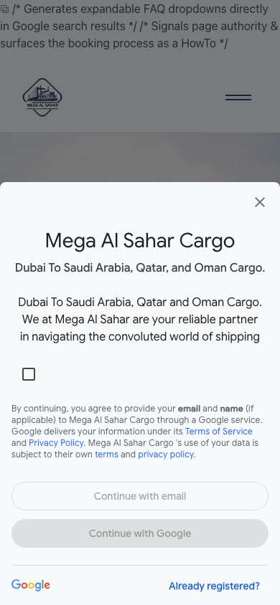 /* Generates expandable FAQ dropdowns directly
in Google search results */ /* Signals page authority &
surfaces the booking process as a HowTo */
MEGA AL SAHAR
Mega Al Sahar Cargo
Dubai To Saudi Arabia, Qatar, and Oman Cargo.
Dubai To Saudi Arabia, Qatar and Oman Cargo.
We at Mega Al Sahar are your reliable partner
in navigating the convoluted world of shipping
By continuing, you agree to provide your email and name (if
applicable) to Mega Al Sahar Cargo through a Google service.
Google delivers your information under its Terms of Service
and Privacy Policy. Mega Al Sahar Cargo 's use of your data is
subject to their own terms and privacy policy.
Continue with email
Continue with Google
Google
Already registered?